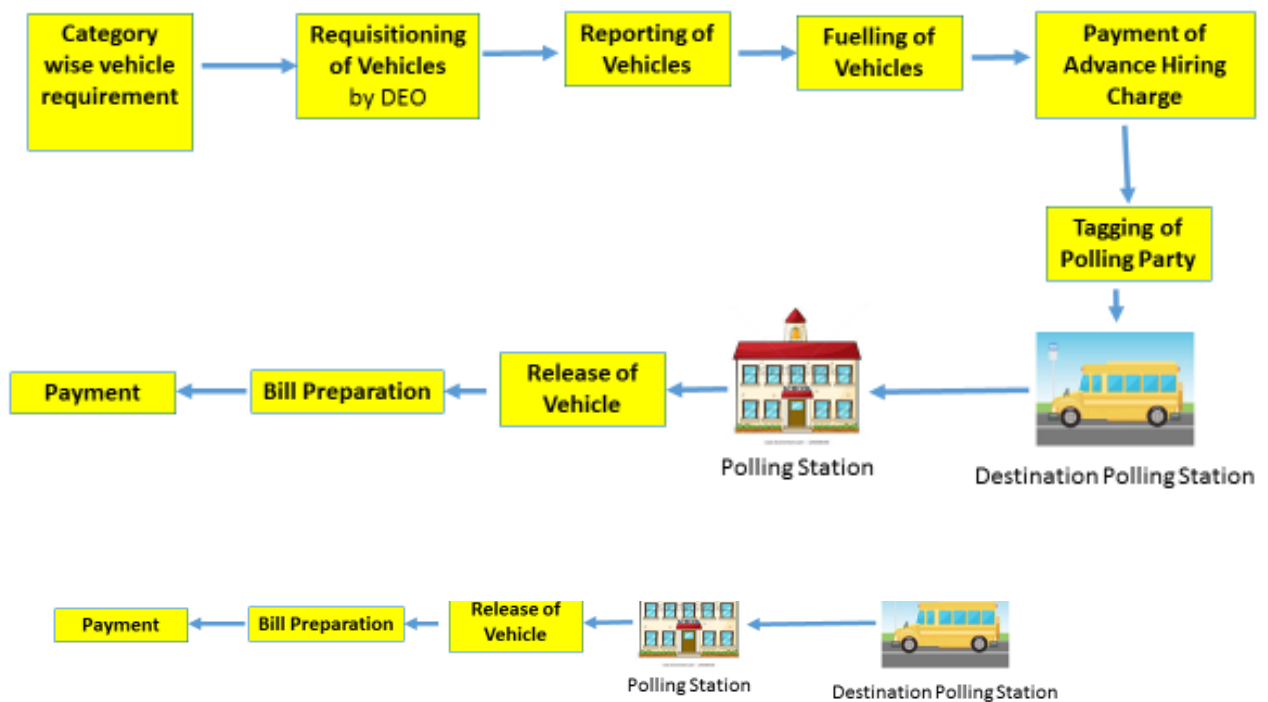 Category
wise vehicle
requirement
Requisitioning
of Vehicles
by DEO
Reporting of
Vehicles
Fuelling of
Vehicles
Payment of
Advance Hiring
Charge
Tagging of
Polling Party
Payment
Bill Preparation
Release of
Vehicle
Polling Station
Destination Polling Station
Payment
Bill Preparation
Release of
Vehicle
Polling Station
Destination Polling Station